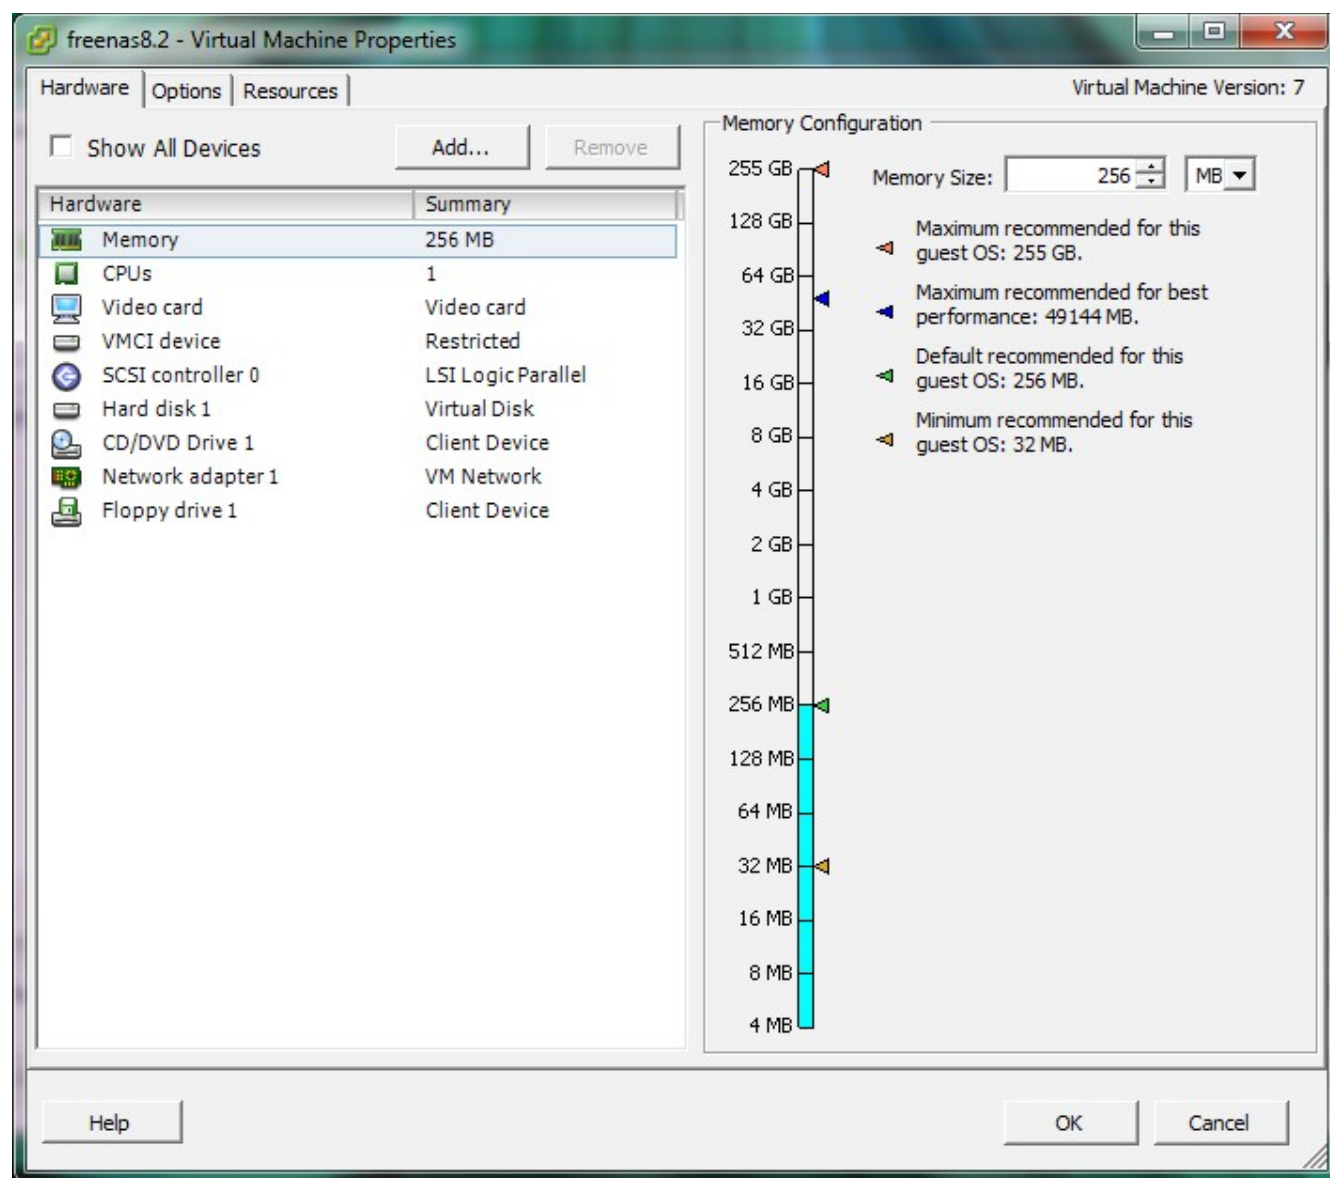 freenas8.2 - Virtual Machine Properties
Hardware Options Resources
Virtual Machine Version: 7
Show All Devices
Add...
Remove
Hardware Summary
Memory 256 MB
CPUs 1
Video card Video card
VMCI device Restricted
SCSI controller 0 LSI Logic Parallel
Hard disk 1 Virtual Disk
CD/DVD Drive 1 Client Device
Network adapter 1 VM Network
Floppy drive 1 Client Device
Memory Configuration
255 GB
128 GB
64 GB
32 GB
16 GB
8 GB
4 GB
2 GB
1 GB
512 MB
256 MB
128 MB
64 MB
32 MB
16 MB
8 MB
4 MB
Memory Size: 256 MB
Maximum recommended for this
guest OS: 255 GB.
Maximum recommended for best
performance: 49144 MB.
Default recommended for this
guest OS: 256 MB.
Minimum recommended for this
guest OS: 32 MB.
Help
OK
Cancel